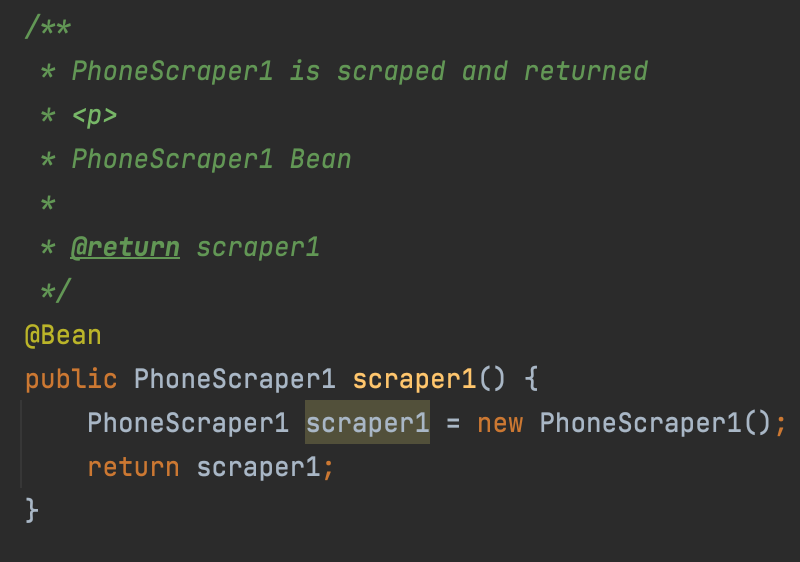 /**
 * PhoneScraper1 is scraped and returned
 * <p>
 * PhoneScraper1 Bean
 *
 * @return scraper1
 */
@Bean
public PhoneScraper1 scraper1() {
    PhoneScraper1 scraper1 = new PhoneScraper1();
    return scraper1;
}